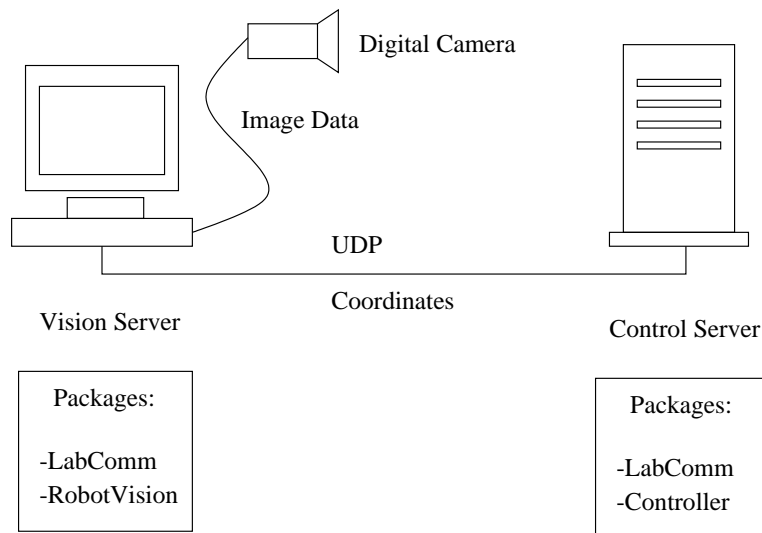 Digital Camera
Image Data
UDP
Coordinates
Vision Server
Control Server
Packages:
-LabComm
-RobotVision
Packages:
-LabComm
-Controller